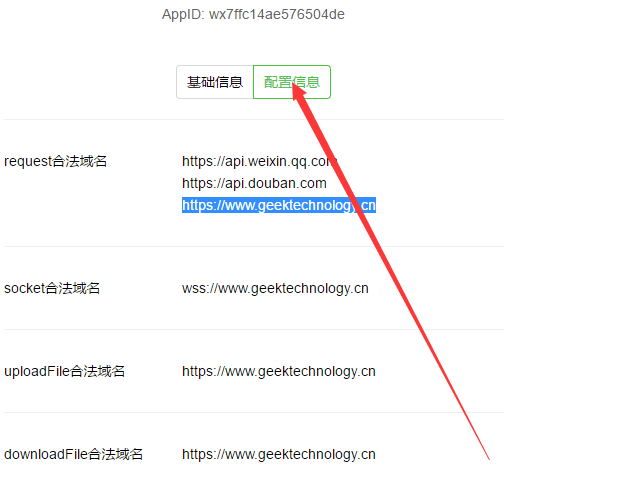 AppID: wx7ffc14ae576504de
基础信息 配置信息
request合法域名 https://api.weixin.qq.com
https://api.douban.com
https://www.geektechnology.cn
socket合法域名 wss://www.geektechnology.cn
uploadFile合法域名 https://www.geektechnology.cn
downloadFile合法域名 https://www.geektechnology.cn